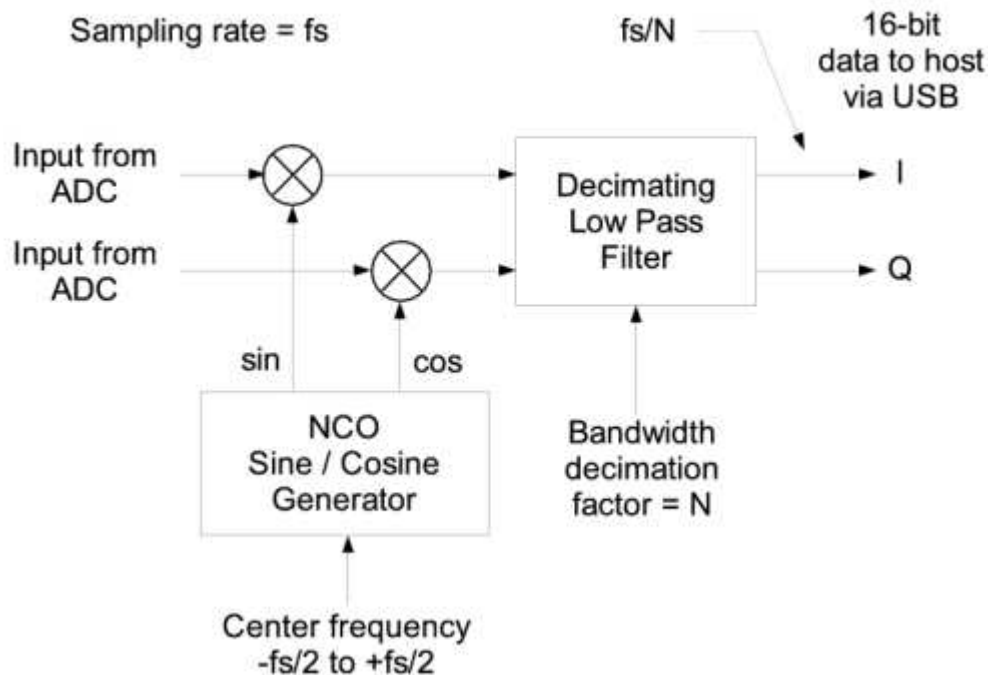 Sampling rate = fs
fs/N
16-bit
data to host
via USB
Input from
ADC
I
Decimating
Low Pass
Filter
Input from
ADC
Q
sin
cos
NCO
Sine / Cosine
Generator
Bandwidth
decimation
factor = N
Center frequency
-fs/2 to +fs/2